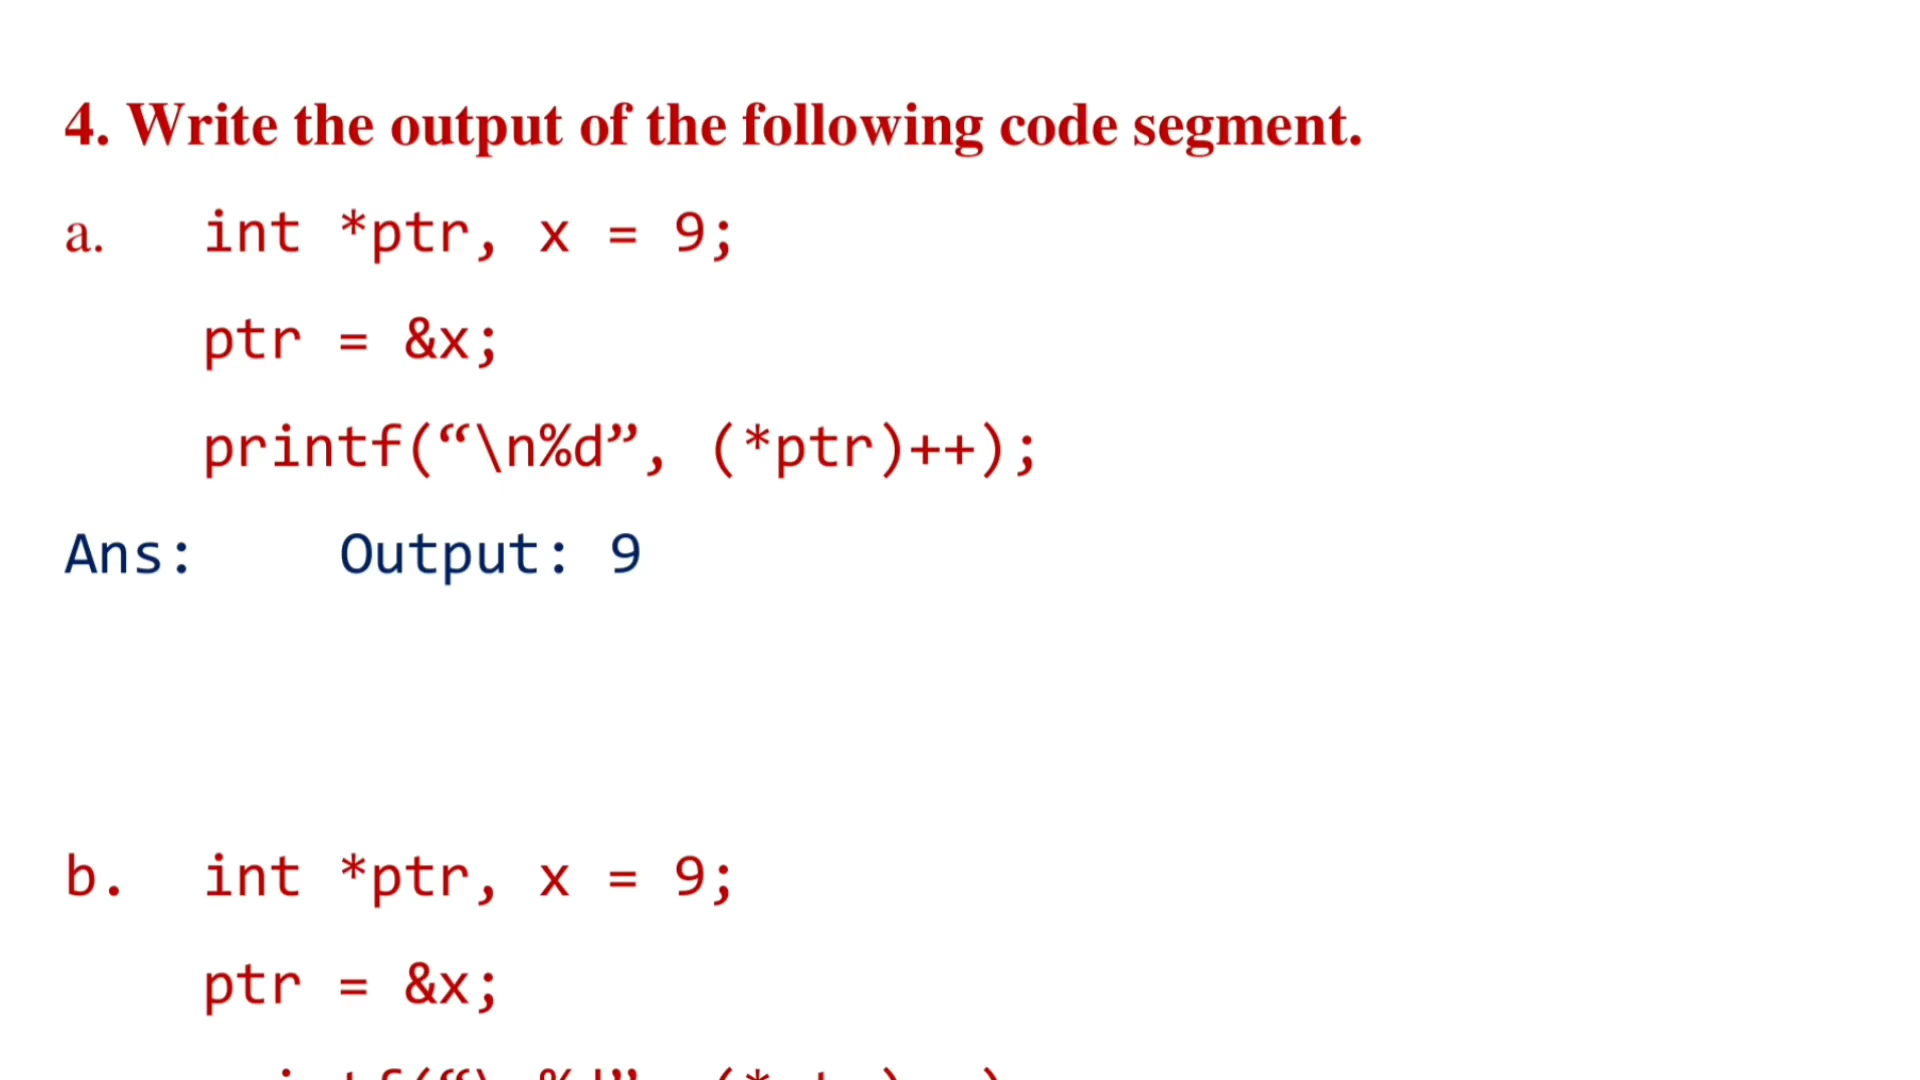 4. Write the output of the following code segment.
a. int *ptr, x = 9;
ptr = &x;
printf(“\n%d”, (*ptr)++);
Ans: Output: 9
b. int *ptr, x = 9;
ptr = &x;